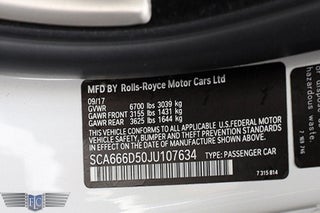 MFD BY Rolls-Royce Motor Cars Ltd
09/17
GVWR 6700 lbs 3039 kg
GAWR FRONT 3155 lbs 1431 kg
GAWR REAR 3625 lbs 1644 kg
THIS VEHICLE CONFORMS TO ALL APPLICABLE U.S. FEDERAL MOTOR
VEHICLE SAFETY, BUMPER AND THEFT PREVENTION STANDARDS
IN EFFECT ON THE DATE OF MANUFACTURE SHOWN ABOVE.
SCA666D50JU107634 TYPE: PASSENGER CAR
7 315 814
hazardous waste.